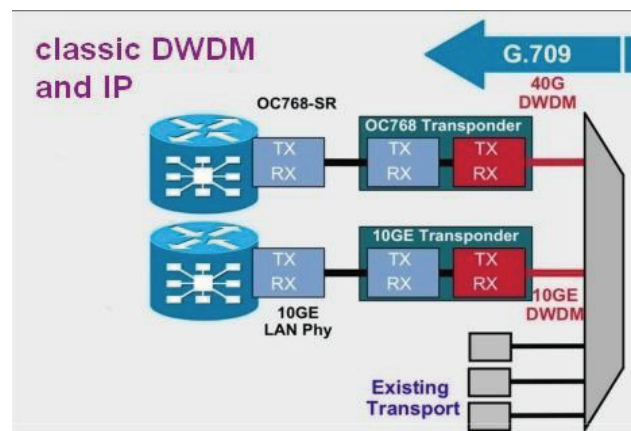 classic DWDM
and IP
G.709
40G
DWDM
OC768-SR
OC768 Transponder
TX
RX
TX
RX
TX
RX
10GE Transponder
TX
RX
TX
RX
TX
RX
10GE
LAN Phy
10GE
DWDM
Existing
Transport